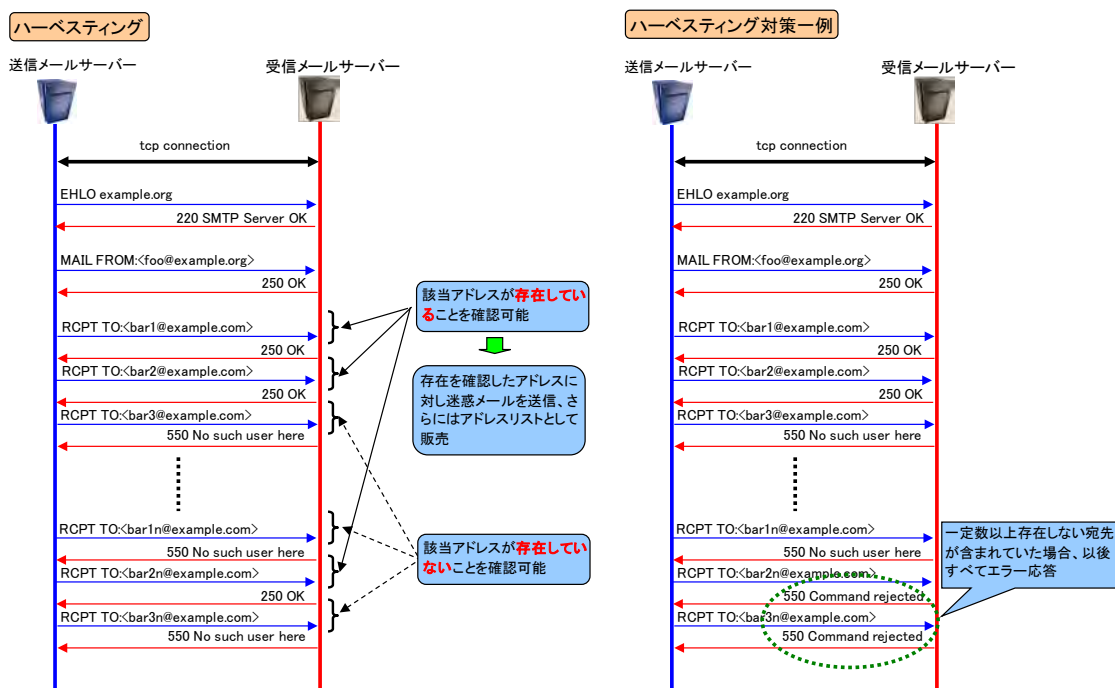 ハーベスティング
送信メールサーバー
受信メールサーバー
tcp connection
EHLO example.org
220 SMTP Server OK
MAIL FROM:<foo@example.org>
250 OK
RCPT TO:<bar1@example.com>
250 OK
RCPT TO:<bar2@example.com>
250 OK
RCPT TO:<bar3@example.com>
550 No such user here
RCPT TO:<bar1n@example.com>
550 No such user here
RCPT TO:<bar2n@example.com>
250 OK
RCPT TO:<bar3n@example.com>
550 No such user here
該当アドレスが存在してい
ることを確認可能
存在を確認したアドレスに
対し迷惑メールを送信、さ
らにはアドレスリストとして
販売
該当アドレスが存在してい
ないことを確認可能
ハーベスティング対策一例
送信メールサーバー
受信メールサーバー
tcp connection
EHLO example.org
220 SMTP Server OK
MAIL FROM:<foo@example.org>
250 OK
RCPT TO:<bar1@example.com>
250 OK
RCPT TO:<bar2@example.com>
250 OK
RCPT TO:<bar3@example.com>
550 No such user here
RCPT TO:<bar1n@example.com>
550 No such user here
RCPT TO:<bar2n@example.com>
550 Command rejected
RCPT TO:<bar3n@example.com>
550 Command rejected
一定数以上存在しない宛先
が含まれていた場合、以後
すべてエラー応答